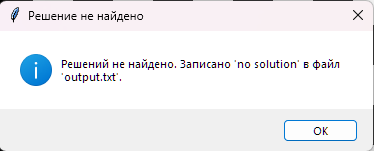 Решение не найдено
Решений не найдено. Записано 'no solution' в файл
'output.txt'.
OK